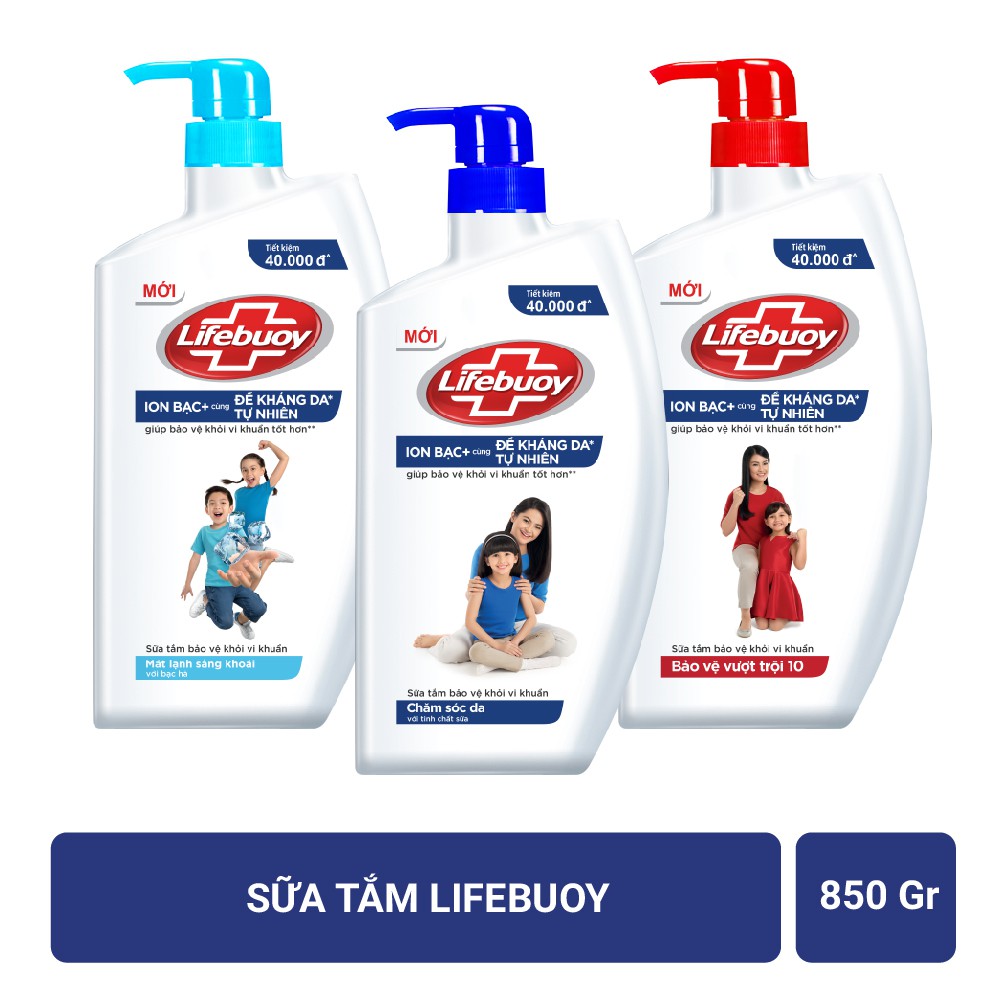 Tiết kiệm
40.000 đ^
MỚI
Lifebuoy
ION BẠC+ cùng ĐỀ KHÁNG DA*
TỰ NHIÊN
giúp bảo vệ khỏi vi khuẩn tốt hơn**
Sữa tắm bảo vệ khỏi vi khuẩn
Mát lạnh sảng khoái
với bạc hà
Tiết kiệm
40.000 đ^
MỚI
Lifebuoy
ION BẠC+ cùng ĐỀ KHÁNG DA*
TỰ NHIÊN
giúp bảo vệ khỏi vi khuẩn tốt hơn**
Sữa tắm bảo vệ khỏi vi khuẩn
Chăm sóc da
với tinh chất sữa
Tiết kiệm
40.000 đ^
MỚI
Lifebuoy
ION BẠC+ cùng ĐỀ KHÁNG DA*
TỰ NHIÊN
giúp bảo vệ khỏi vi khuẩn tốt hơn**
Sữa tắm bảo vệ khỏi vi khuẩn
Bảo vệ vượt trội 10
SỮA TẮM LIFEBUOY
850 Gr